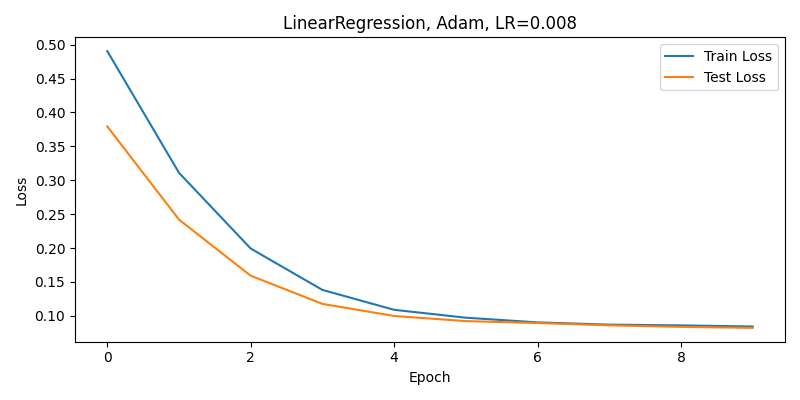 LinearRegression, Adam, LR=0.008
Train Loss
Test Loss
0.50
0.45
0.40
0.35
0.30
0.25
0.20
0.15
0.10
Loss
0 2 4 6 8
Epoch